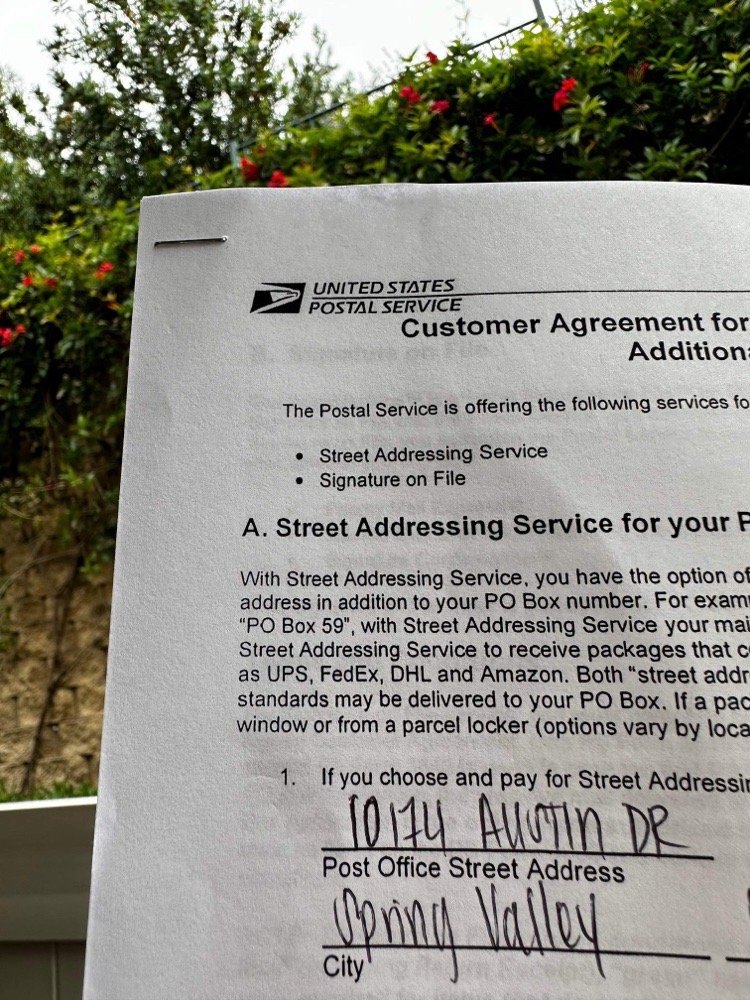 UNITED STATES
POSTAL SERVICE
Customer Agreement for
Addition
The Postal Service is offering the following services fo
• Street Addressing Service
• Signature on File
A. Street Addressing Service for your P
With Street Addressing Service, you have the option of
address in addition to your PO Box number. For exam
"PO Box 59", with Street Addressing Service your mai
Street Addressing Service to receive packages that c
as UPS, FedEx, DHL and Amazon. Both "street addr
standards may be delivered to your PO Box. If a pac
window or from a parcel locker (options vary by loca
1. If you choose and pay for Street Addressin
10174 AUSTIN DR
Post Office Street Address
Spring Valley
City